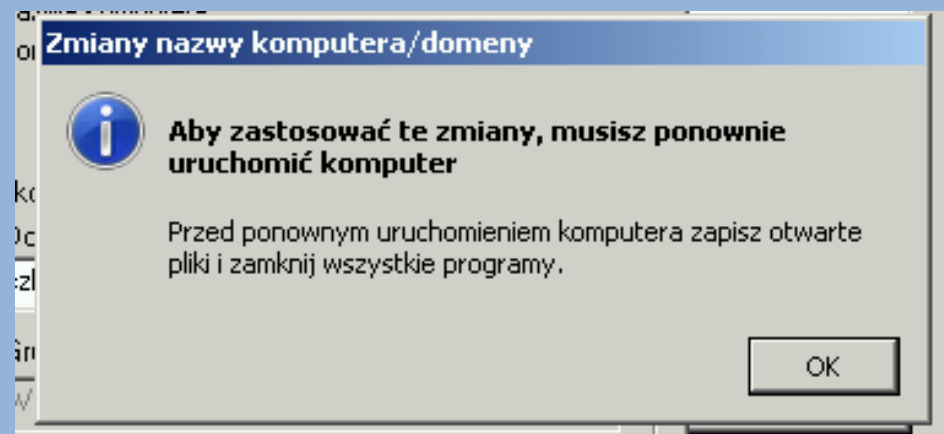 Zmiany nazwy komputera/domeny
Aby zastosować te zmiany, musisz ponownie
uruchomić komputer
Przed ponownym uruchomieniem komputera zapisz otwarte
pliki i zamknij wszystkie programy.
OK